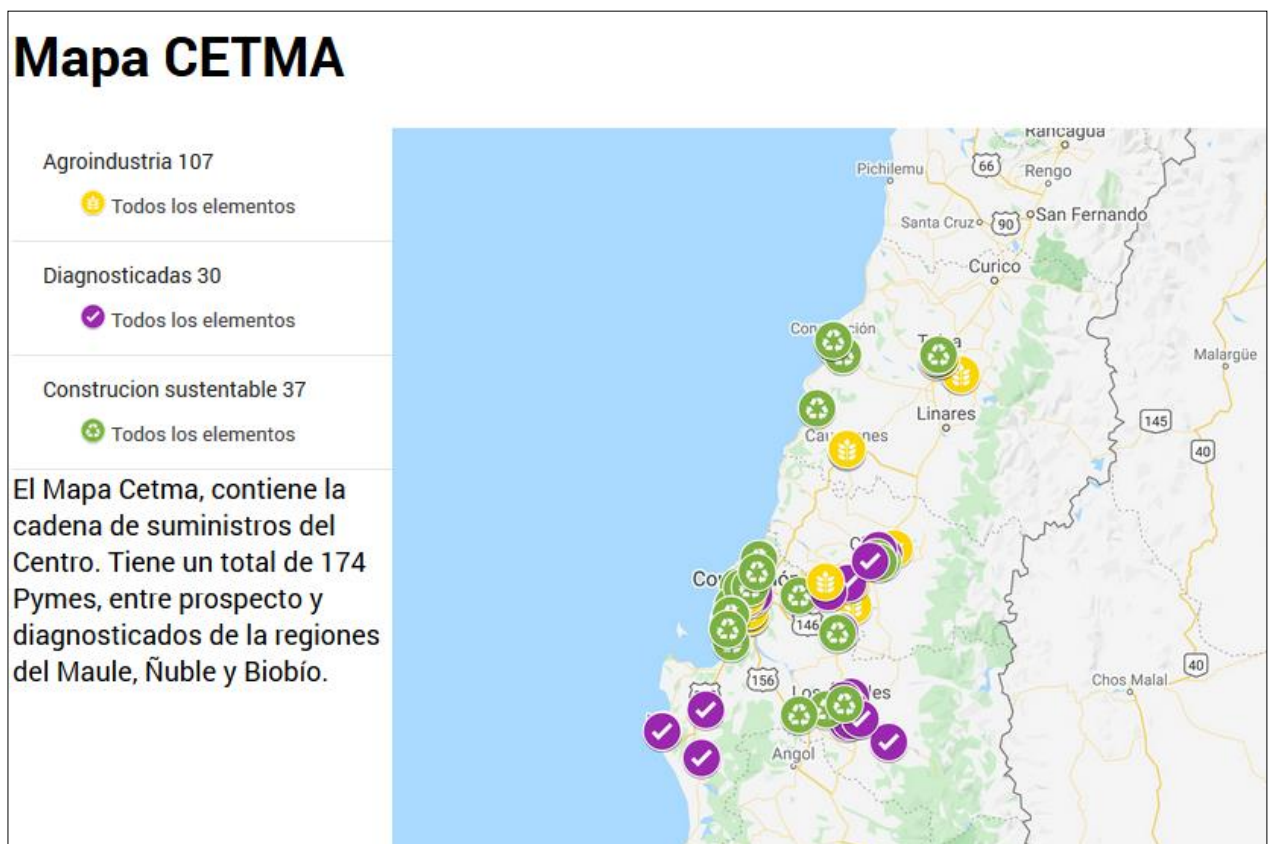 Mapa CETMA
Agroindustria 107
Todos los elementos
Diagnosticadas 30
Todos los elementos
Construcion sustentable 37
Todos los elementos
El Mapa Cetma, contiene la
cadena de suministros del
Centro. Tiene un total de 174
Pymes, entre prospecto y
diagnosticados de la regiones
del Maule, Ñuble y Biobío.
Rancagua
Pichilemu
66
Rengo
Santa Cruz
90
San Fernando
Curico
Malargüe
Linares
145
40
146
156
40
Chos Malal
Angol